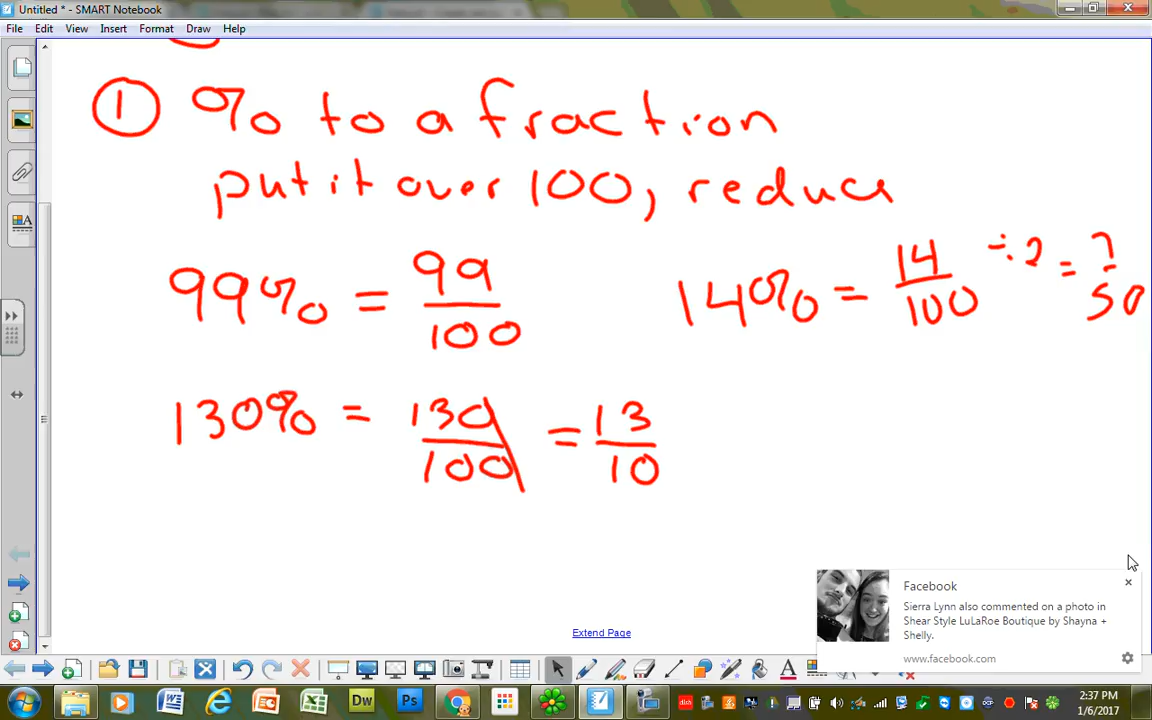 Untitled * - SMART Notebook
File Edit View Insert Format Draw Help
1 % to a fraction
put it over 100, reduce
99% = 99/100
14% = 14/100 ÷ 2 = 7/50
130% = 130/100 = 13/10
Facebook
Sierra Lynn also commented on a photo in
Shear Style LuLaRoe Boutique by Shayna +
Shelly.
www.facebook.com
Extend Page
Dw
Ps
dish
2:37 PM
1/6/2017